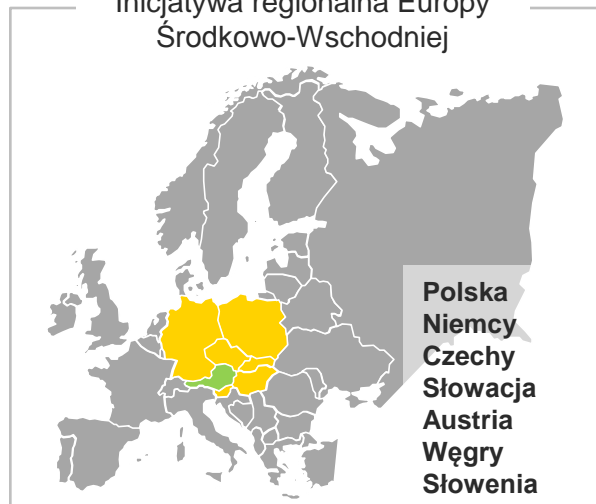 Inicjatywa regionalna Europy
Środkowo-Wschodniej
Polska
Niemcy
Czechy
Słowacja
Austria
Węgry
Słowenia